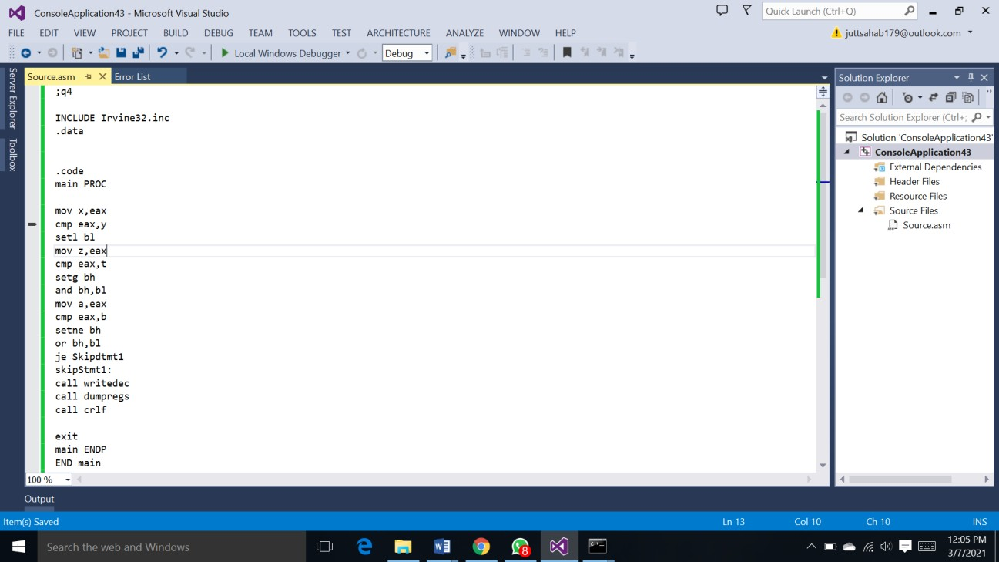 ConsoleApplication43 - Microsoft Visual Studio
Quick Launch (Ctrl+Q)
FILE EDIT VIEW PROJECT BUILD DEBUG TEAM TOOLS TEST ARCHITECTURE ANALYZE WINDOW HELP
juttsahab179@outlook.com
Local Windows Debugger
Debug
Server Explorer
Toolbox
Source.asm
Error List
;q4
INCLUDE Irvine32.inc
.data
.code
main PROC
mov x,eax
cmp eax,y
setl bl
mov z,eax
cmp eax,t
setg bh
and bh,bl
mov a,eax
cmp eax,b
setne bh
or bh,bl
je Skipdtmt1
skipStmt1:
call writedec
call dumpregs
call crlf
exit
main ENDP
END main
100 %
Solution Explorer
Search Solution Explorer (Ctrl+;
Solution 'ConsoleApplication43'
ConsoleApplication43
External Dependencies
Header Files
Resource Files
Source Files
Source.asm
Output
Item(s) Saved
Ln 13 Col 10 Ch 10 INS
Search the web and Windows
8
12:05 PM
3/7/2021